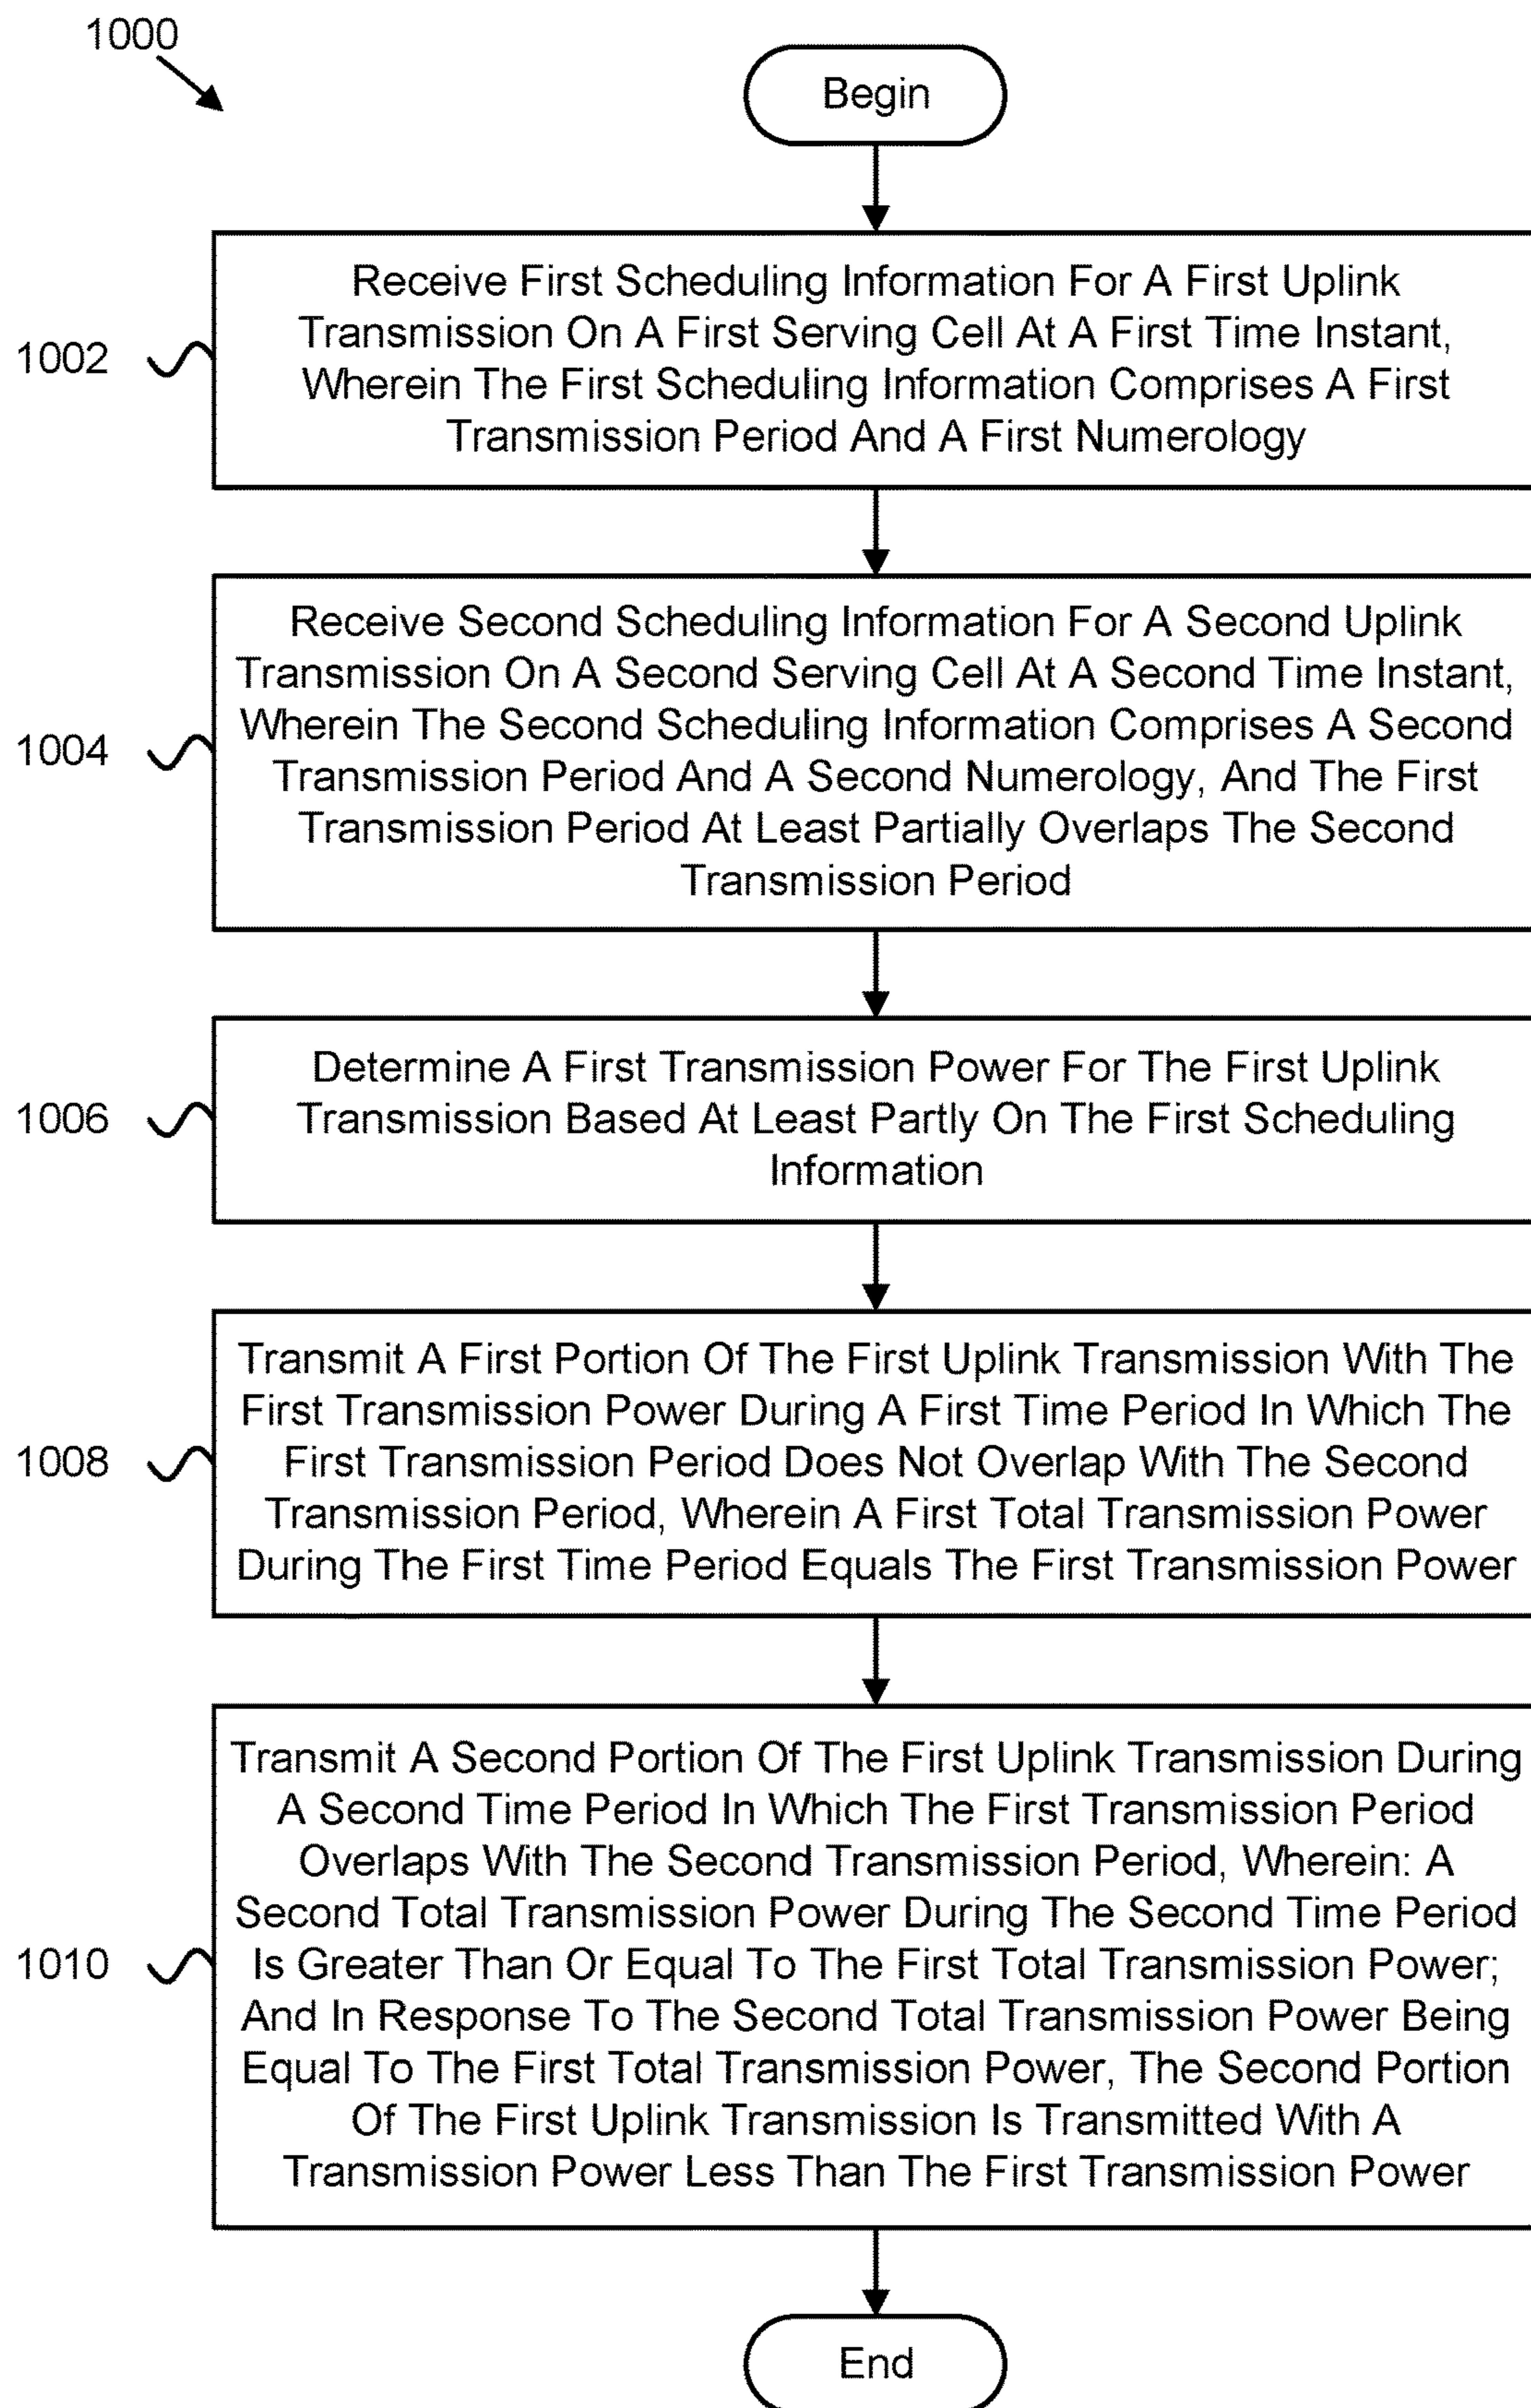 1000
Begin
1002
Receive First Scheduling Information For A First Uplink
Transmission On A First Serving Cell At A First Time Instant,
Wherein The First Scheduling Information Comprises A First
Transmission Period And A First Numerology
1004
Receive Second Scheduling Information For A Second Uplink
Transmission On A Second Serving Cell At A Second Time Instant,
Wherein The Second Scheduling Information Comprises A Second
Transmission Period And A Second Numerology, And The First
Transmission Period At Least Partially Overlaps The Second
Transmission Period
1006
Determine A First Transmission Power For The First Uplink
Transmission Based At Least Partly On The First Scheduling
Information
1008
Transmit A First Portion Of The First Uplink Transmission With The
First Transmission Power During A First Time Period In Which The
First Transmission Period Does Not Overlap With The Second
Transmission Period, Wherein A First Total Transmission Power
During The First Time Period Equals The First Transmission Power
1010
Transmit A Second Portion Of The First Uplink Transmission During
A Second Time Period In Which The First Transmission Period
Overlaps With The Second Transmission Period, Wherein: A
Second Total Transmission Power During The Second Time Period
Is Greater Than Or Equal To The First Total Transmission Power;
And In Response To The Second Total Transmission Power Being
Equal To The First Total Transmission Power, The Second Portion
Of The First Uplink Transmission Is Transmitted With A
Transmission Power Less Than The First Transmission Power
End